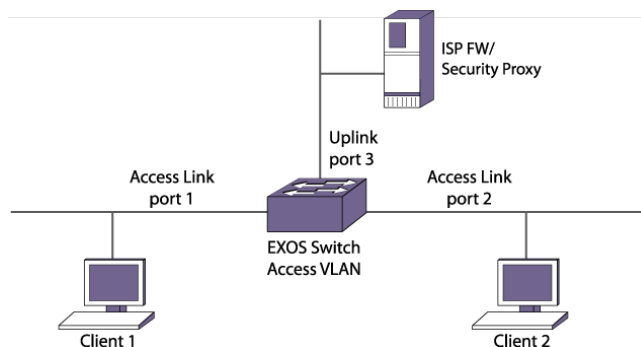 ISP FW/
Security Proxy
Uplink
port 3
Access Link
port 1
Access Link
port 2
EXOS Switch
Access VLAN
Client 1
Client 2